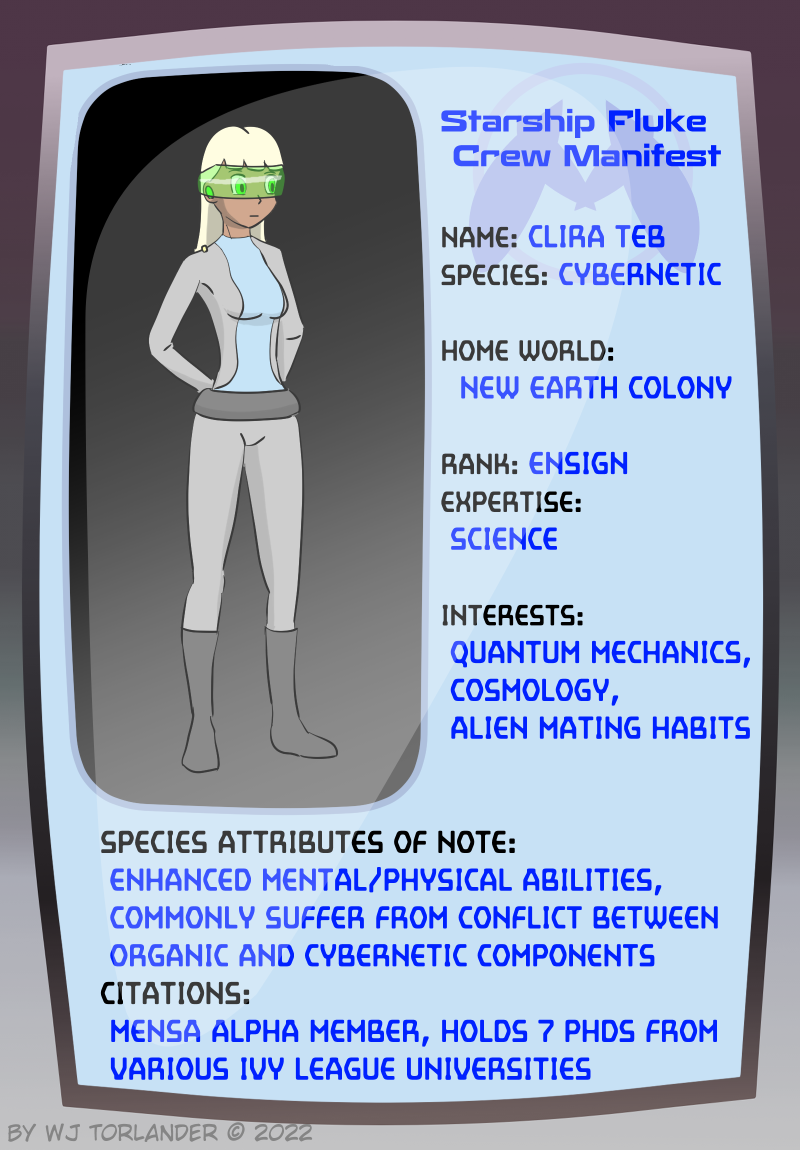 Starship Fluke
Crew Manifest
NAME: CLIRA TEB
SPECIES: CYBERNETIC
HOME WORLD:
NEW EARTH COLONY
RANK: ENSIGN
EXPERTISE:
SCIENCE
INTERESTS:
QUANTUM MECHANICS,
COSMOLOGY,
ALIEN MATING HABITS
SPECIES ATTRIBUTES OF NOTE:
ENHANCED MENTAL/PHYSICAL ABILITIES,
COMMONLY SUFFER FROM CONFLICT BETWEEN
ORGANIC AND CYBERNETIC COMPONENTS
CITATIONS:
MENSA ALPHA MEMBER, HOLDS 7 PHDS FROM
VARIOUS IVY LEAGUE UNIVERSITIES
BY WJ TORLANDER © 2022